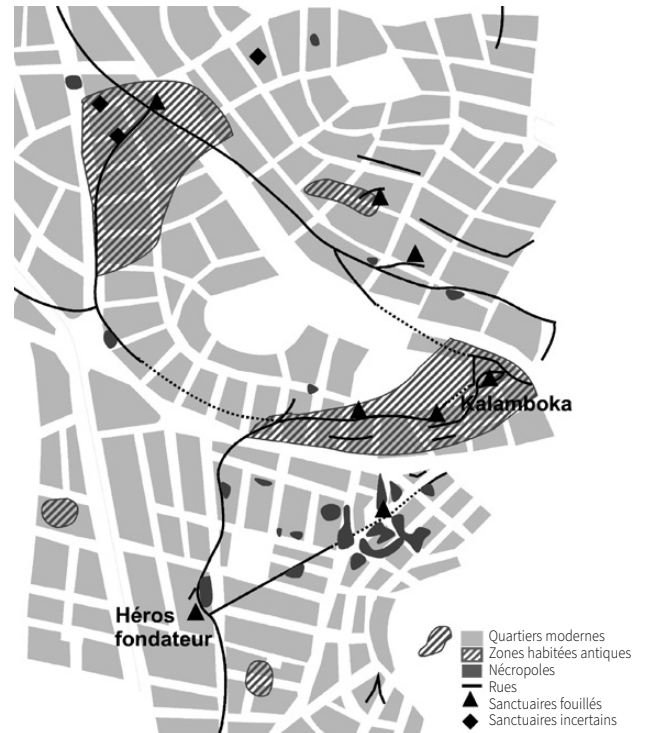 Kalamboka
Héros
fondateur
Quartiers modernes
Zones habitées antiques
Nécropoles
Rues
Sanctuaires fouillés
Sanctuaires incertains